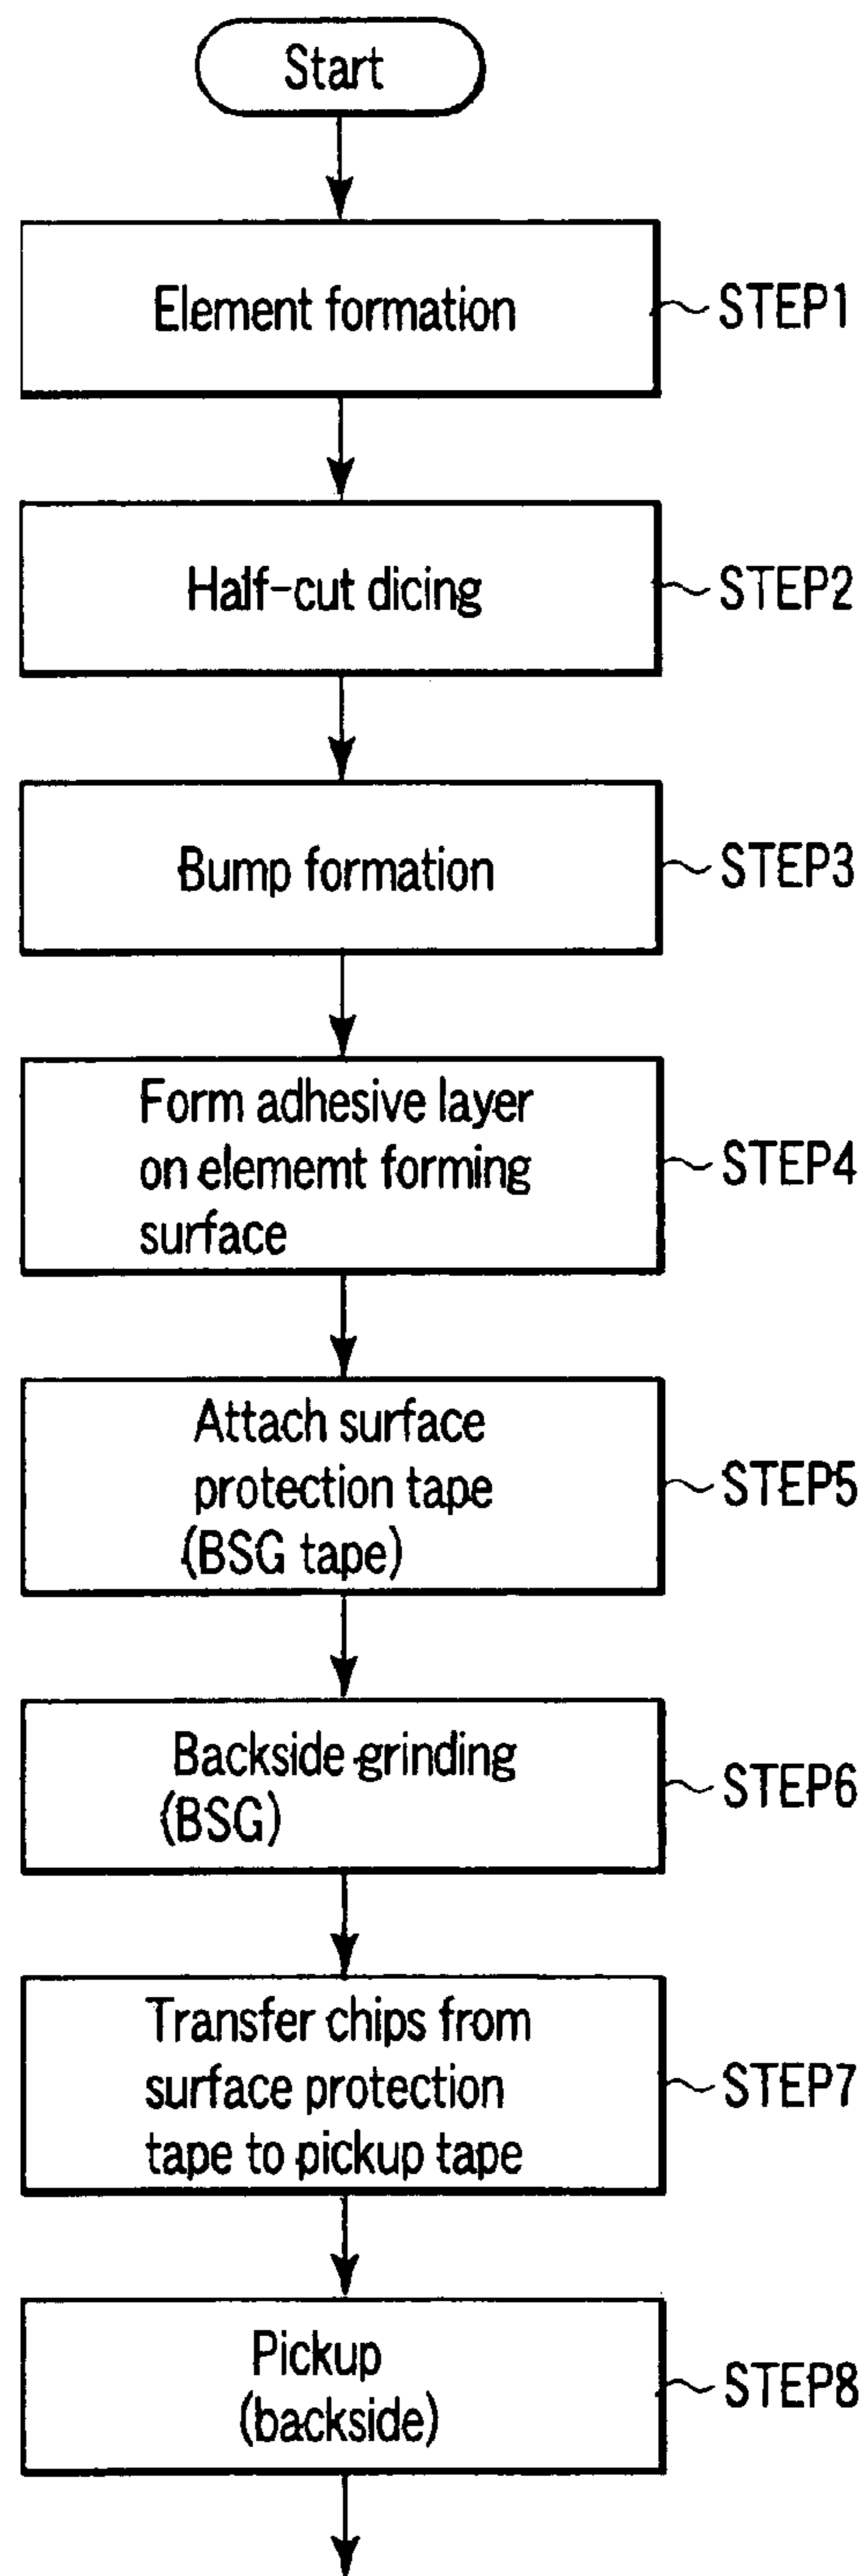 Start
Element formation
STEP1
Half-cut dicing
STEP2
Bump formation
STEP3
Form adhesive layer
on elememt forming
surface
STEP4
Attach surface
protection tape
(BSG tape)
STEP5
Backside grinding
(BSG)
STEP6
Transfer chips from
surface protection
tape to pickup tape
STEP7
Pickup
(backside)
STEP8